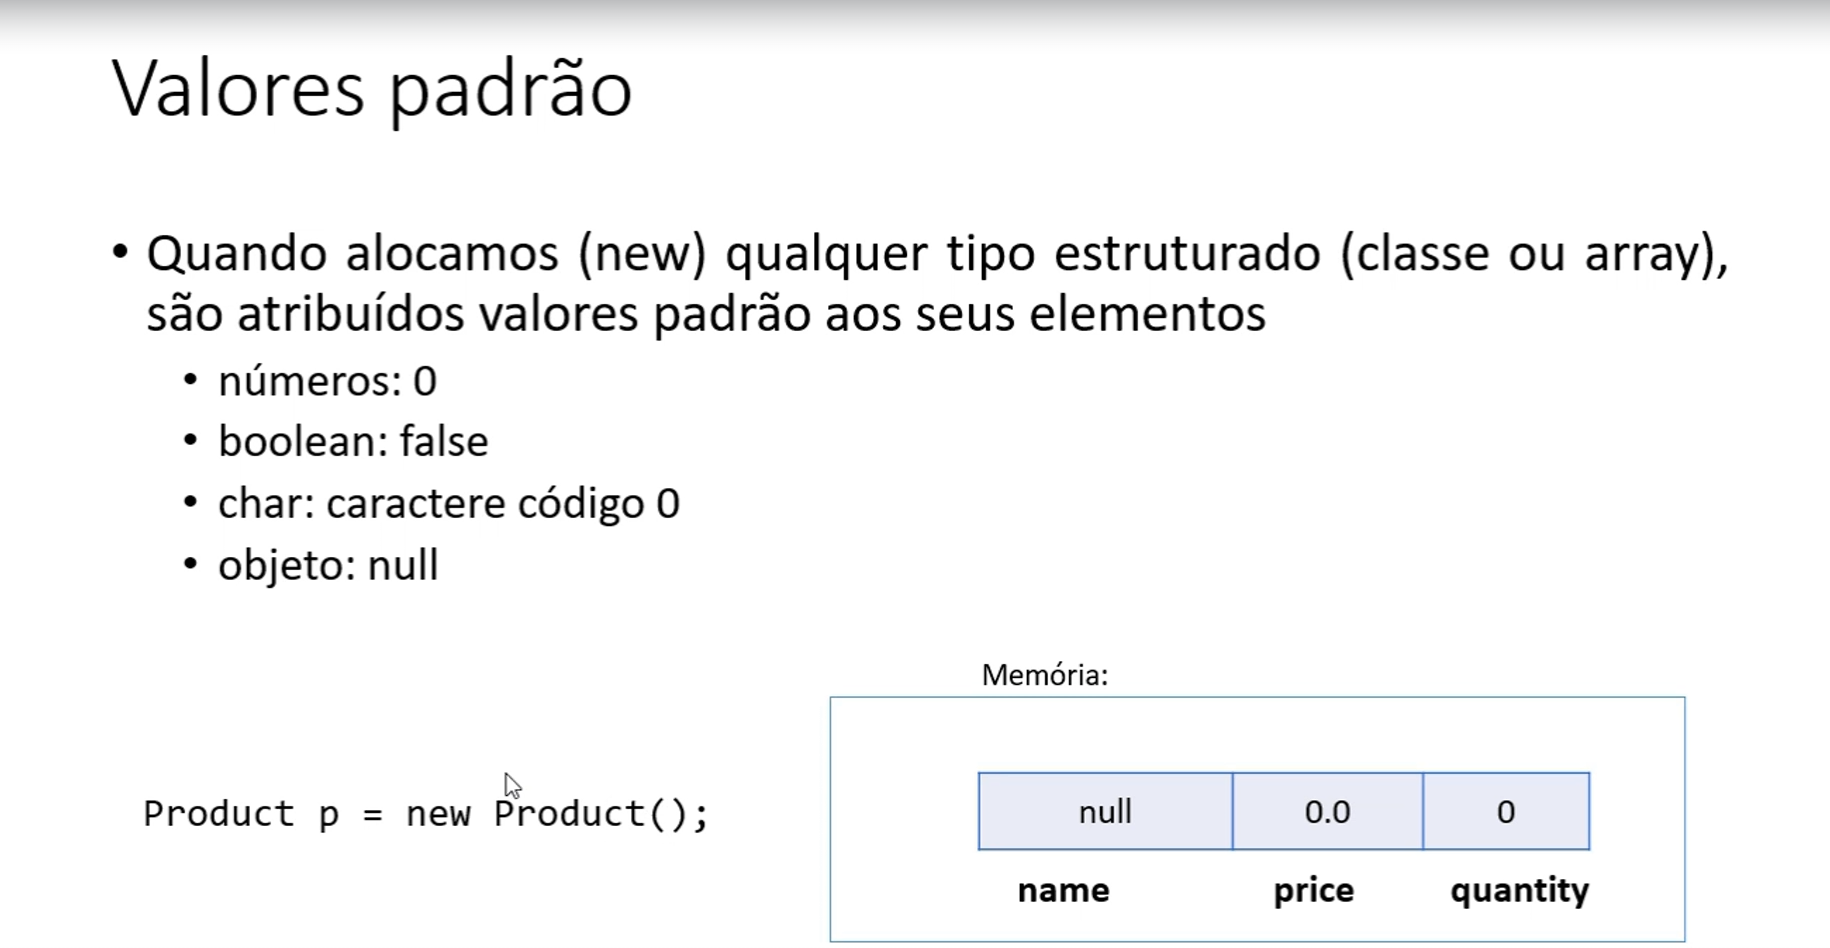 Valores padrão
• Quando alocamos (new) qualquer tipo estruturado (classe ou array),
são atribuídos valores padrão aos seus elementos
• números: 0
• boolean: false
• char: caractere código 0
• objeto: null
Memória:
Product p = new Product();
null 0.0 0
name price quantity